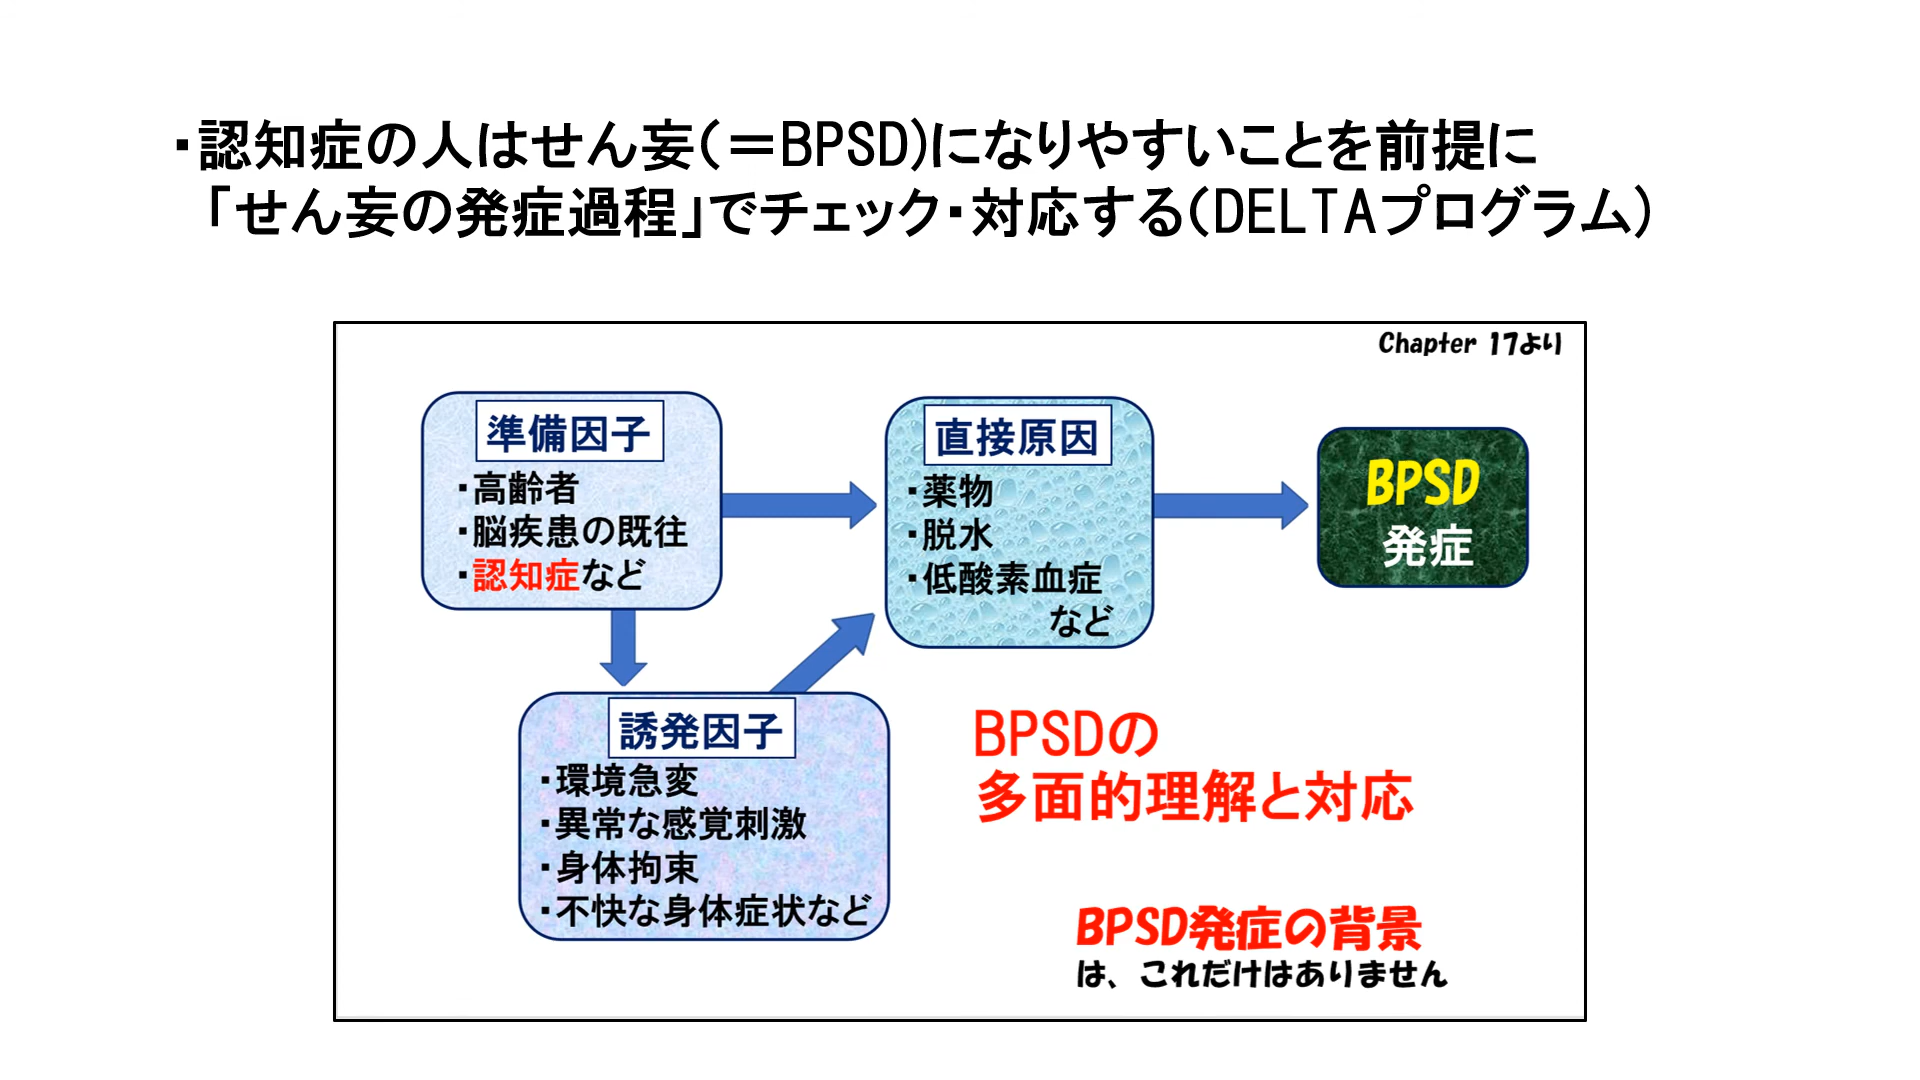 ・認知症の人はせん妄(＝BPSD)になりやすいことを前提に
「せん妄の発症過程」でチェック・対応する(DELTAプログラム)
Chapter 17より
準備因子
・高齢者
・脳疾患の既往
・認知症など
直接原因
・薬物
・脱水
・低酸素血症
など
BPSD
発症
誘発因子
・環境急変
・異常な感覚刺激
・身体拘束
・不快な身体症状など
BPSDの
多面的理解と対応
BPSD発症の背景
は、これだけはありません